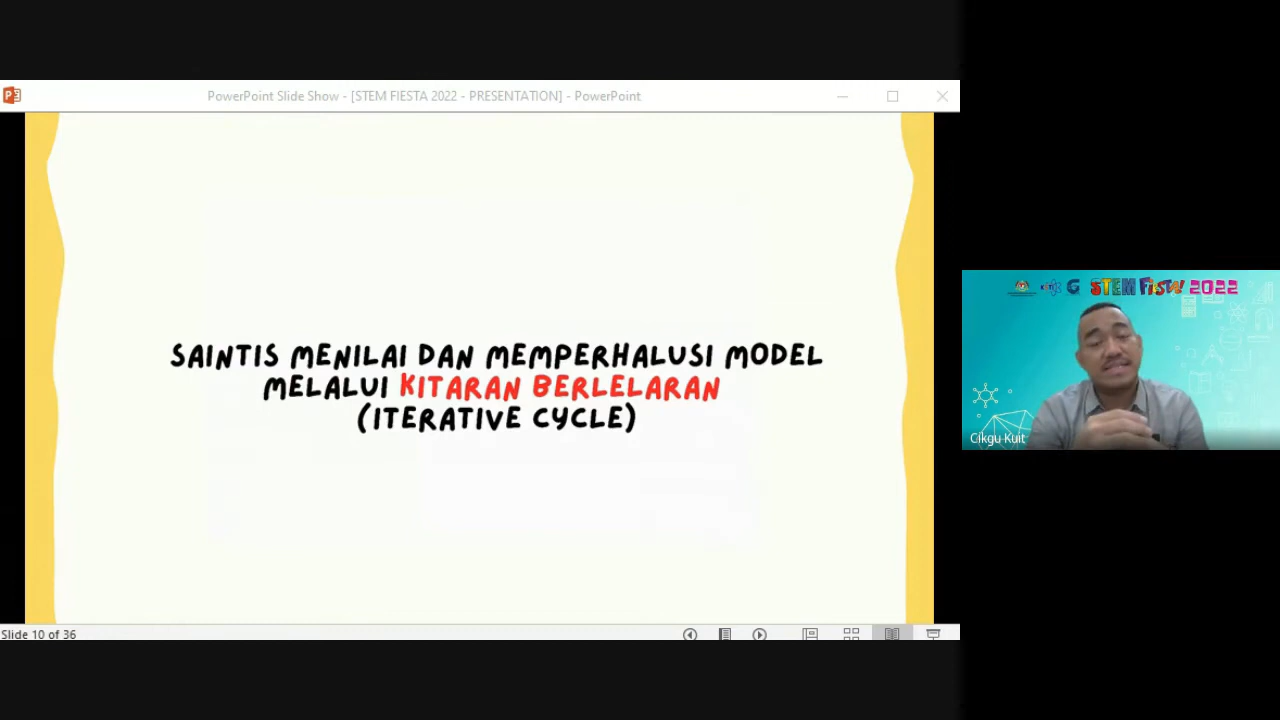 PowerPoint Slide Show - [STEM FIESTA 2022 - PRESENTATION] - PowerPoint
SAINTIS MENILAI DAN MEMPERHALUSI MODEL
MELALUI KITARAN BERLELARAN
(ITERATIVE CYCLE)
Slide 10 of 36
G STEM FiESTA! 2022
Cikgu Kuit